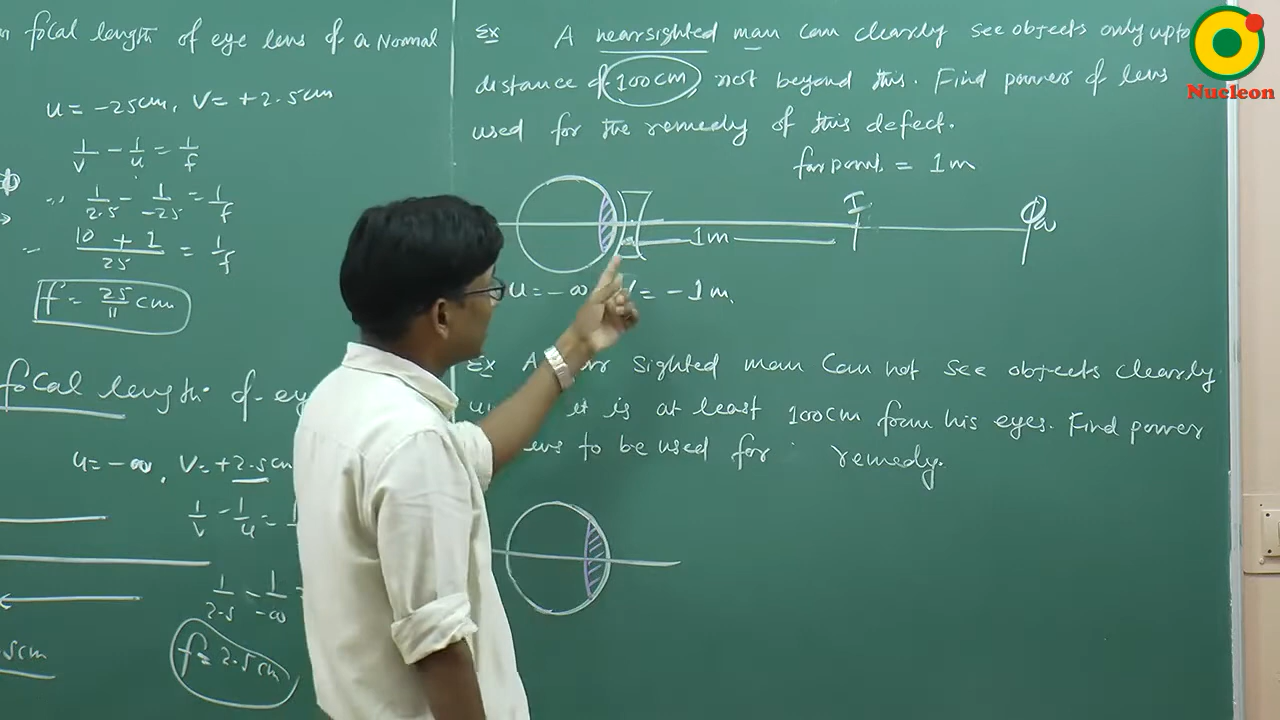 focal length of eye lens of a Normal
u = -25cm, v = +2.5cm
1/v - 1/u = 1/f
1/2.5 - 1/-25 = 1/f
10 + 1/25 = 1/f
f = 25/11 cm
focal length of
u = -∞, v = +2.5cm
1/v - 1/u =
1/2.5 - 1/-∞
f = 2.5cm
5cm
Ex A nearsighted man can clearly see objects only upto
distance of 100cm, not beyond this. Find power of lens
used for the remedy of this defect.
far point = 1m
I
1m
u = -∞ v = -1m.
Ex A sighted man can not see objects clearly
it is at least 100cm from his eyes. Find power
to be used for remedy.
Nucleon